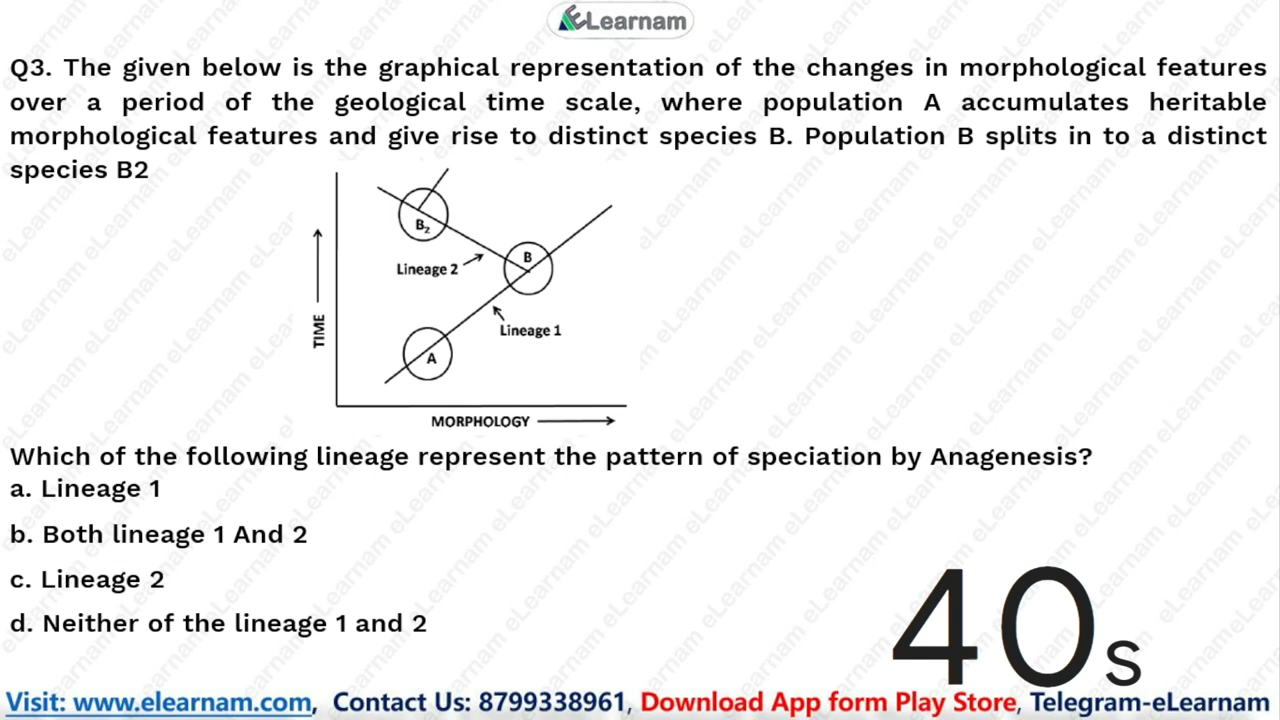 ELearnam
Q3. The given below is the graphical representation of the changes in morphological features
over a period of the geological time scale, where population A accumulates heritable
morphological features and give rise to distinct species B. Population B splits in to a distinct
species B2
B2
B
Lineage 2
Lineage 1
A
TIME
MORPHOLOGY
Which of the following lineage represent the pattern of speciation by Anagenesis?
a. Lineage 1
b. Both lineage 1 And 2
c. Lineage 2
d. Neither of the lineage 1 and 2
40s
Visit: www.elearnam.com, Contact Us: 8799338961, Download App form Play Store, Telegram-eLearnam